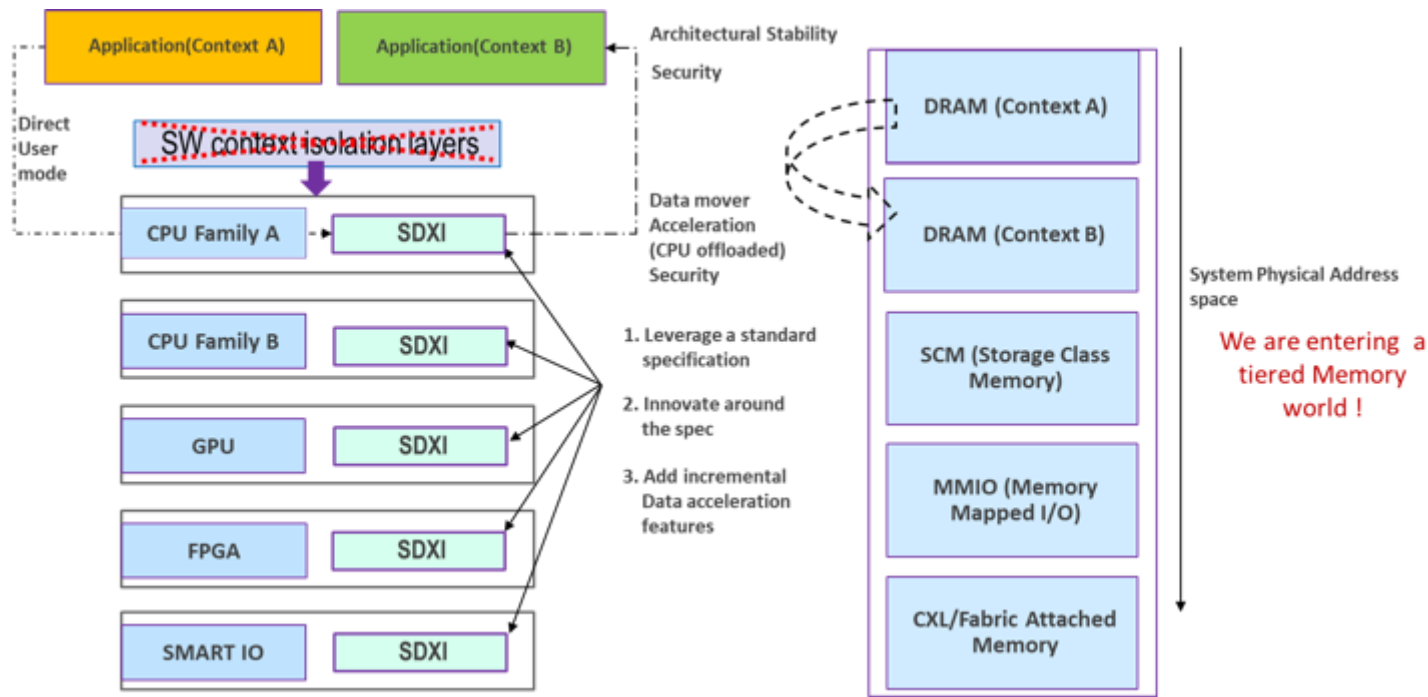 Application(Context A)
Application(Context B)
Architectural Stability
Security
Direct
User
mode
SW context isolation layers
CPU Family A
SDXI
Data mover
Acceleration
(CPU offloaded)
Security
CPU Family B
SDXI
1. Leverage a standard
specification
2. Innovate around
the spec
3. Add incremental
Data acceleration
features
GPU
SDXI
FPGA
SDXI
SMART IO
SDXI
DRAM (Context A)
DRAM (Context B)
SCM (Storage Class
Memory)
MMIO (Memory
Mapped I/O)
CXL/Fabric Attached
Memory
System Physical Address
space
We are entering a
tiered Memory
world !